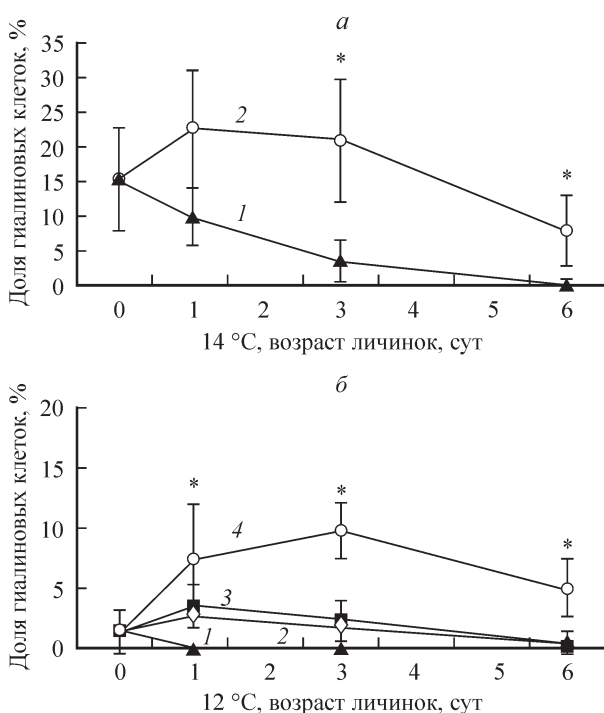 а
Доля гиалиновых клеток, %
35
30
25
20
15
10
5
0
*
*
2
1
0 1 2 3 4 5 6
14 °С, возраст личинок, сут
б
Доля гиалиновых клеток, %
20
15
10
5
0
*
*
*
4
3
1 2
0 1 2 3 4 5 6
12 °С, возраст личинок, сут